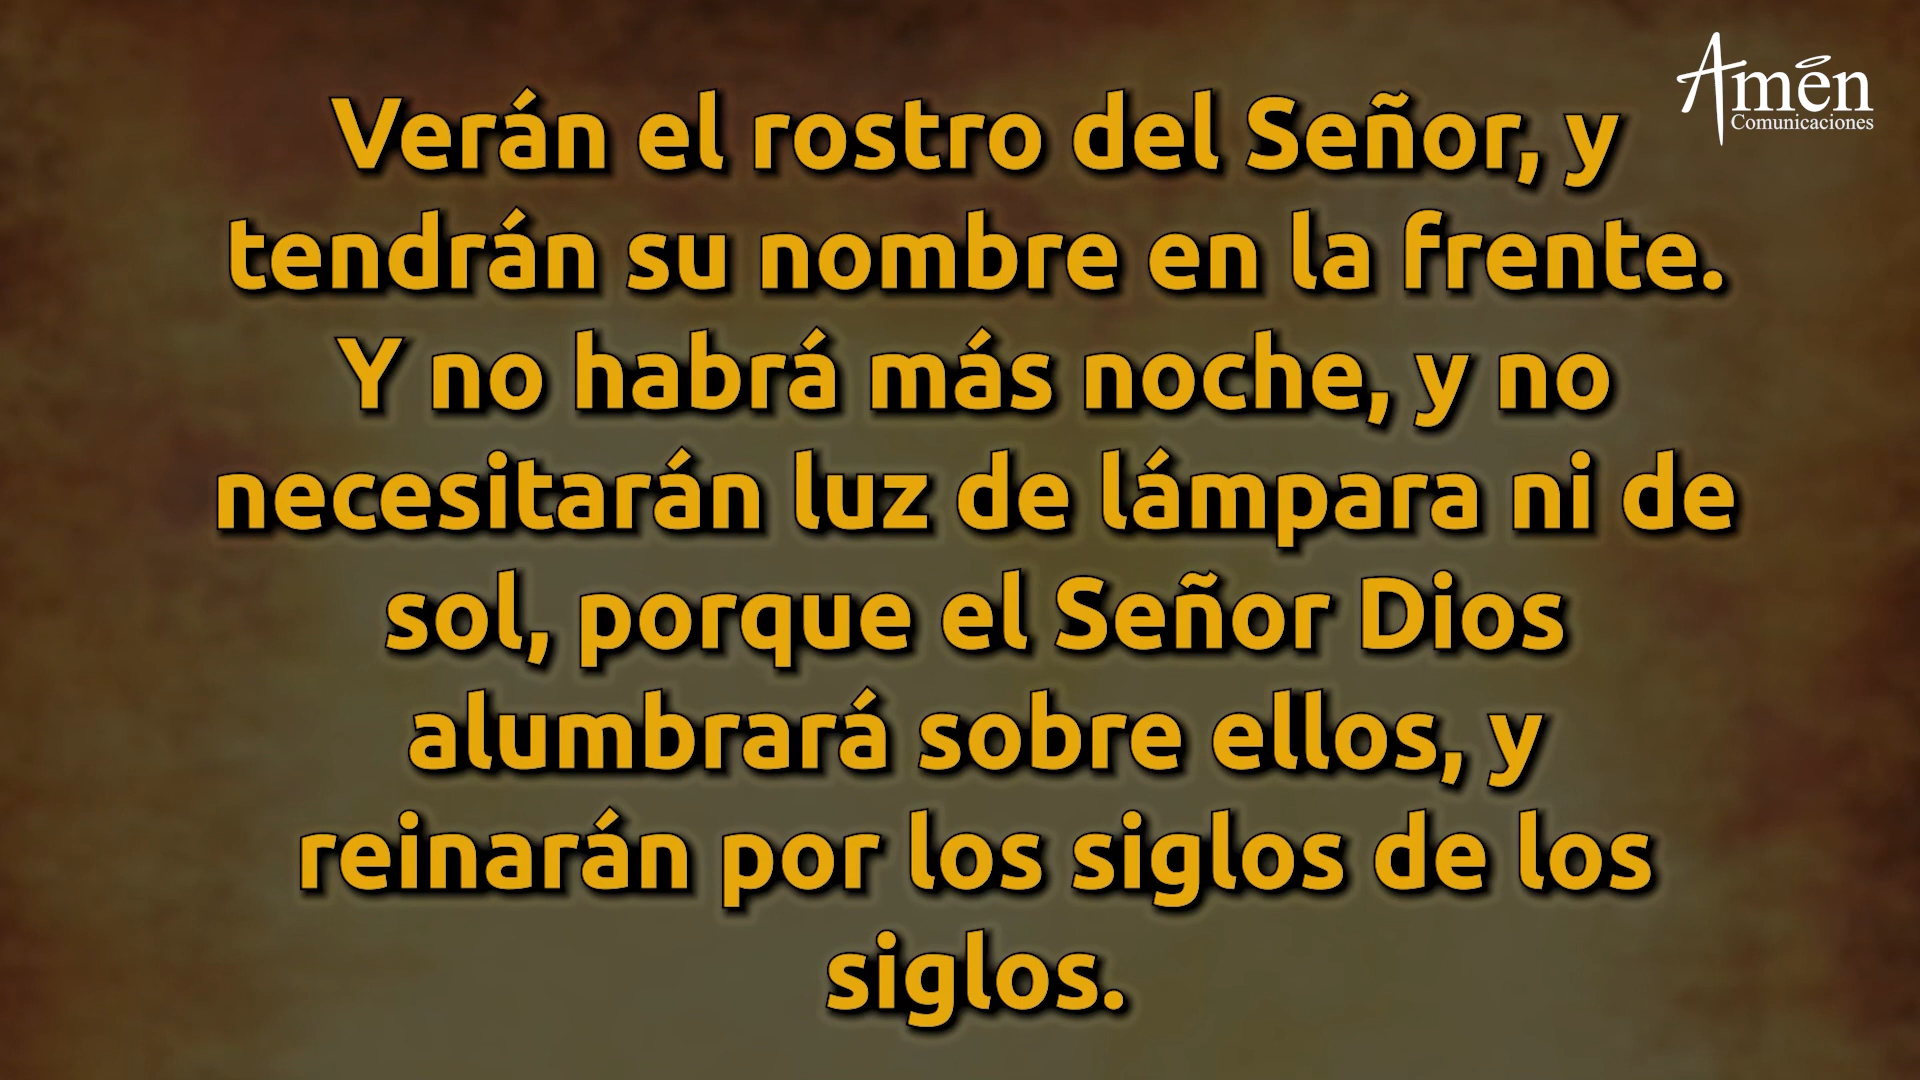 Amén
Comunicaciones
Verán el rostro del Señor, y
tendrán su nombre en la frente.
Y no habrá más noche, y no
necesitarán luz de lámpara ni de
sol, porque el Señor Dios
alumbrará sobre ellos, y
reinarán por los siglos de los
siglos.